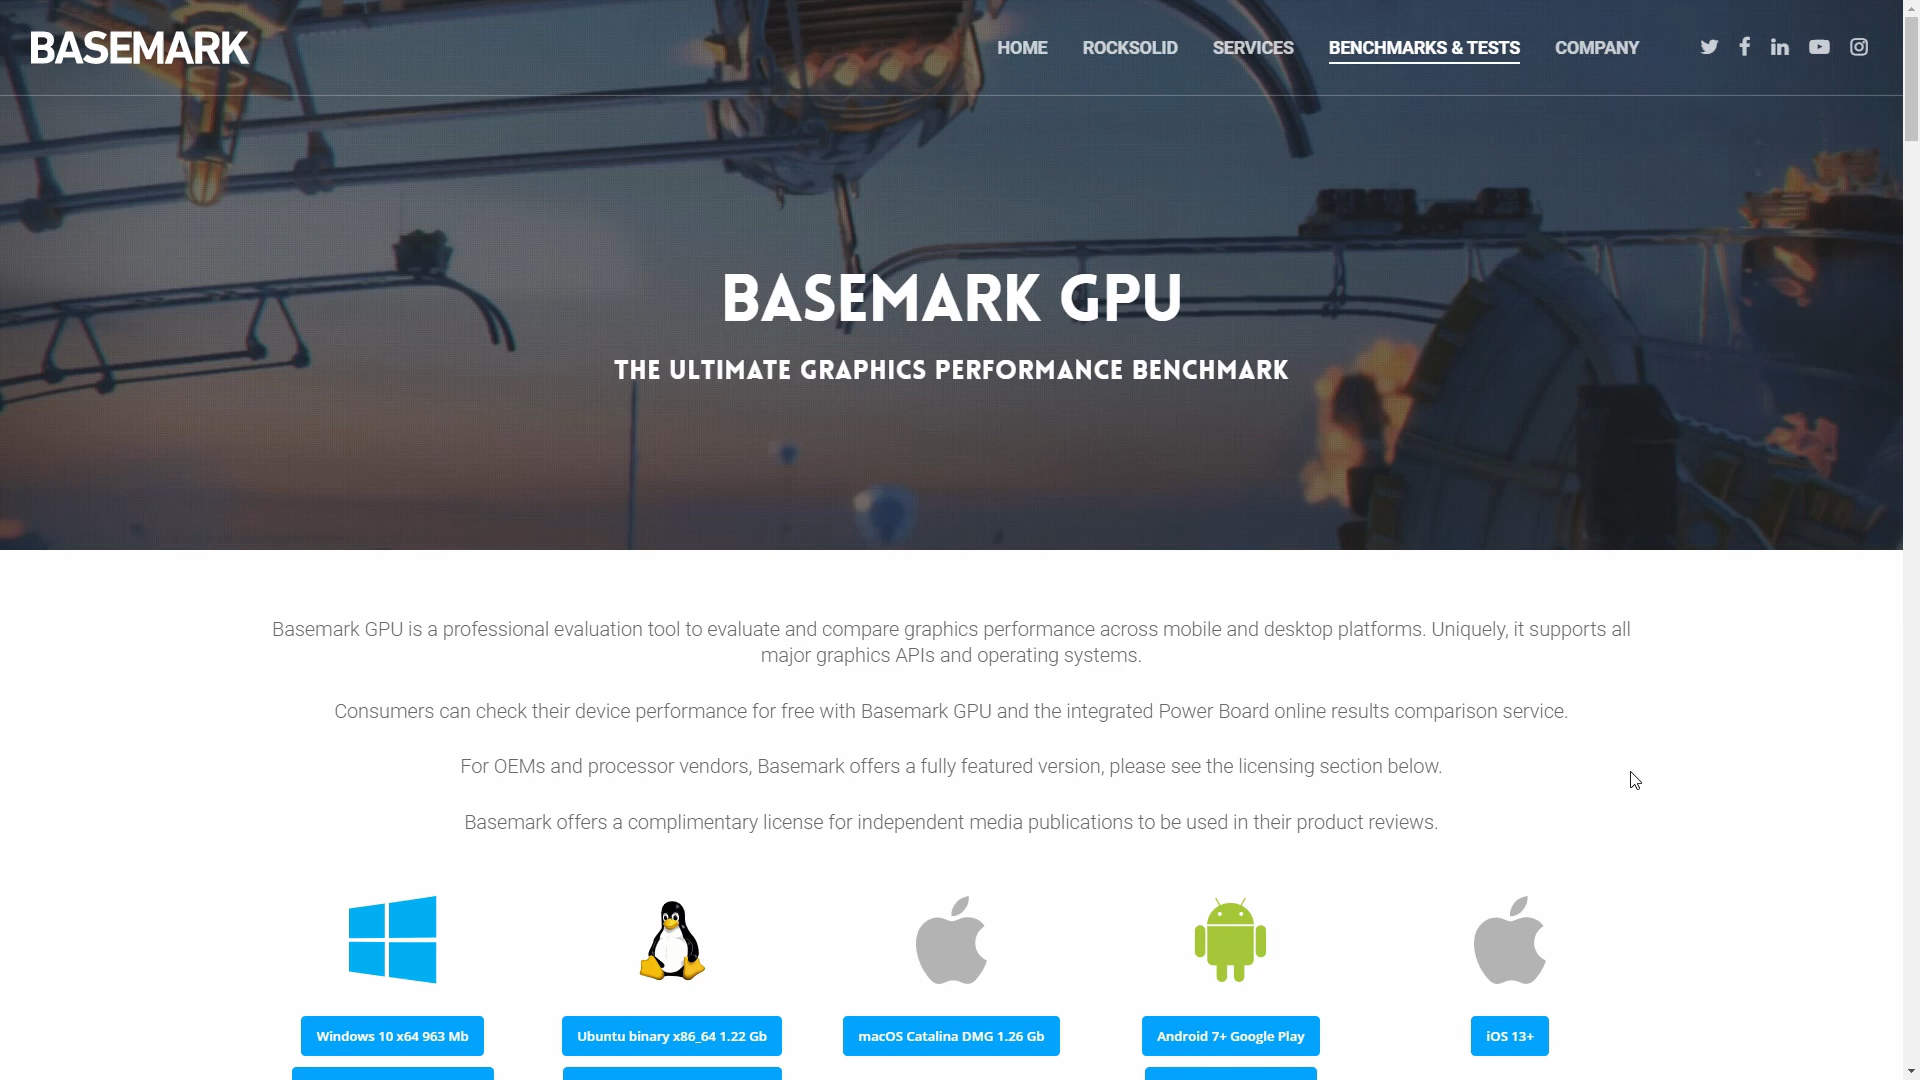 BASEMARK
HOME
ROCKSOLID
SERVICES
BENCHMARKS & TESTS
COMPANY
BASEMARK GPU
THE ULTIMATE GRAPHICS PERFORMANCE BENCHMARK
Basemark GPU is a professional evaluation tool to evaluate and compare graphics performance across mobile and desktop platforms. Uniquely, it supports all
major graphics APIs and operating systems.
Consumers can check their device performance for free with Basemark GPU and the integrated Power Board online results comparison service.
For OEMs and processor vendors, Basemark offers a fully featured version, please see the licensing section below.
Basemark offers a complimentary license for independent media publications to be used in their product reviews.
Windows 10 x64 963 Mb
Ubuntu binary x86_64 1.22 Gb
macOS Catalina DMG 1.26 Gb
Android 7+ Google Play
iOS 13+